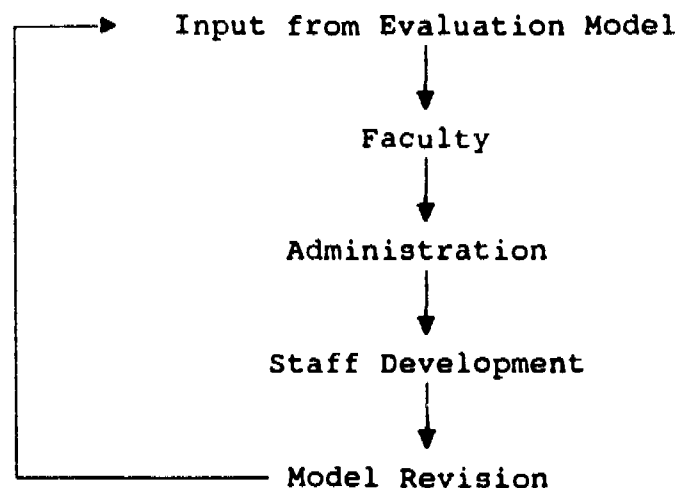 Input from Evaluation Model
Faculty
Administration
Staff Development
Model Revision